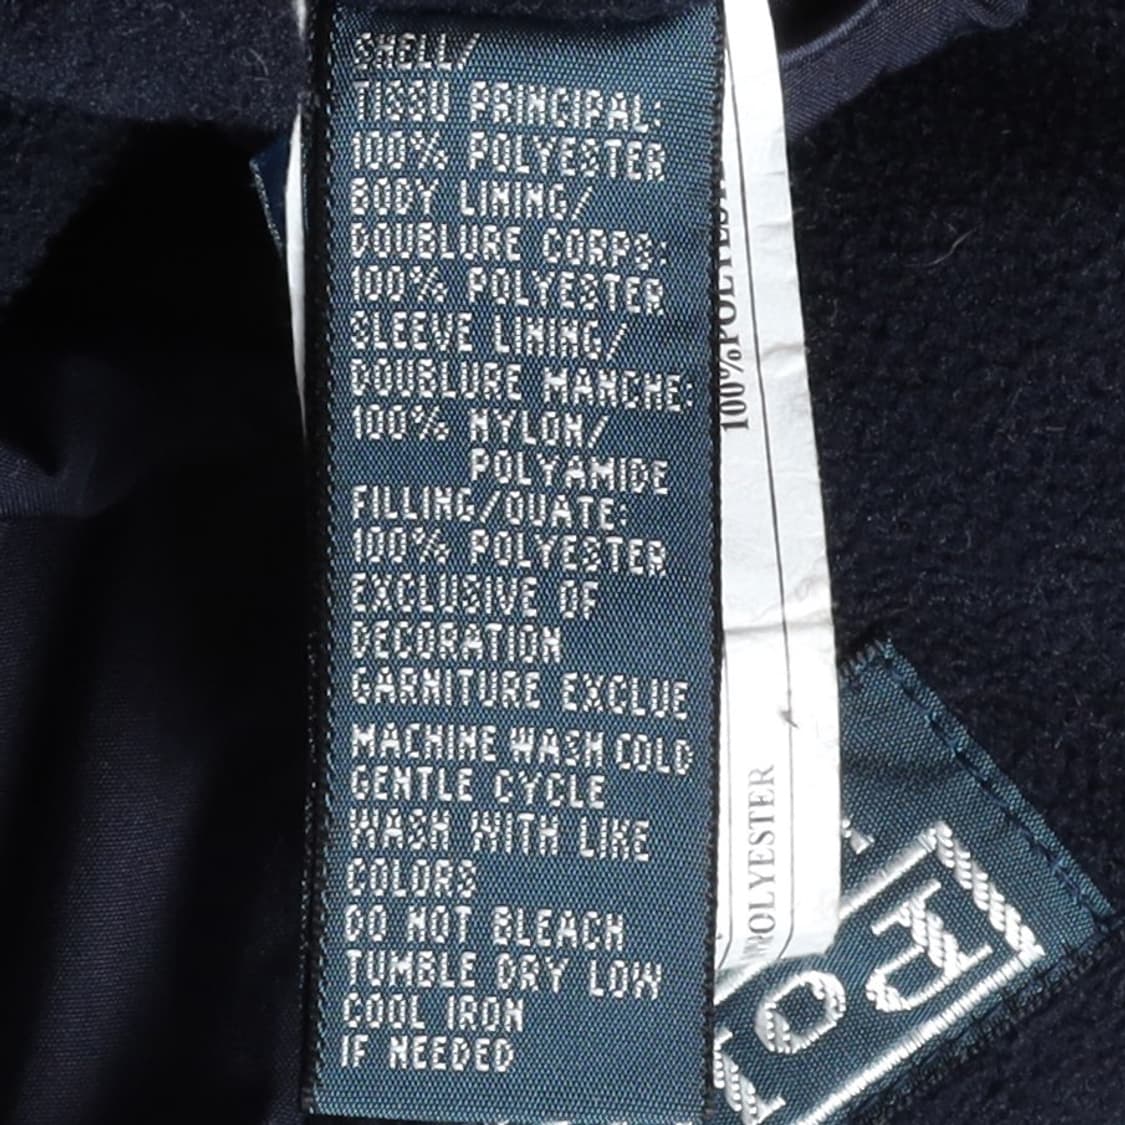 SHELL/
TISSU PRINCIPAL:
100% POLYESTER
BODY LINING/
DOUBLURE CORPS:
100% POLYESTER
SLEEVE LINING/
DOUBLURE MANCHE:
100% NYLON/
POLYAMIDE
FILLING/OUATE:
100% POLYESTER
EXCLUSIVE OF
DECORATION
GARNITURE EXCLUE
MACHINE WASH COLD
GENTLE CYCLE
WASH WITH LIKE
COLORS
DO NOT BLEACH
TUMBLE DRY LOW
COOL IRON
IF NEEDED
100%POLYEST
POLYESTER